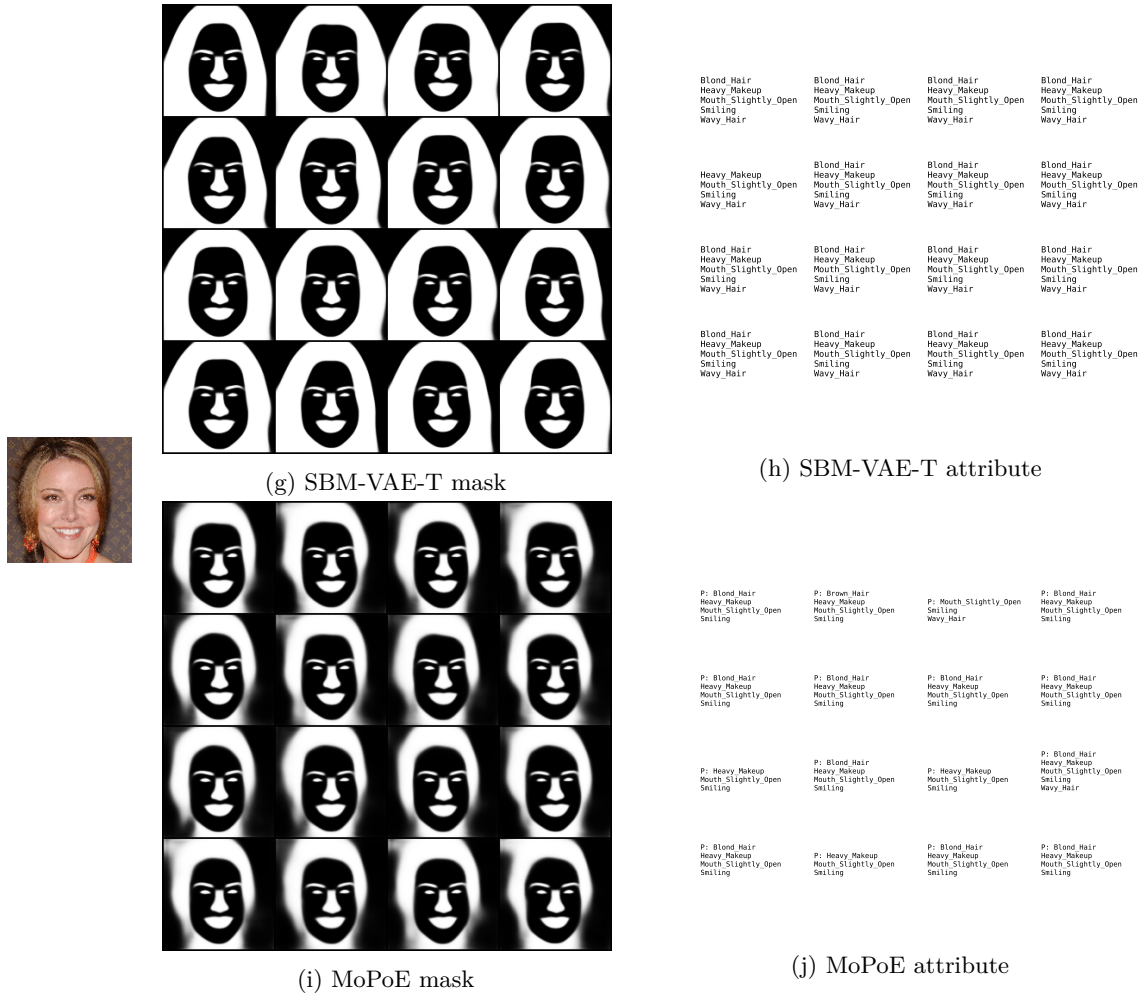 Blond_Hair
Heavy_Makeup
Mouth_Slightly_Open
Smiling
Wavy_Hair
Blond_Hair
Heavy_Makeup
Mouth_Slightly_Open
Smiling
Wavy_Hair
Blond_Hair
Heavy_Makeup
Mouth_Slightly_Open
Smiling
Wavy_Hair
Blond_Hair
Heavy_Makeup
Mouth_Slightly_Open
Smiling
Wavy_Hair
Heavy_Makeup
Mouth_Slightly_Open
Smiling
Wavy_Hair
Blond_Hair
Heavy_Makeup
Mouth_Slightly_Open
Smiling
Wavy_Hair
Blond_Hair
Heavy_Makeup
Mouth_Slightly_Open
Smiling
Wavy_Hair
Blond_Hair
Heavy_Makeup
Mouth_Slightly_Open
Smiling
Wavy_Hair
Blond_Hair
Heavy_Makeup
Mouth_Slightly_Open
Smiling
Wavy_Hair
Blond_Hair
Heavy_Makeup
Mouth_Slightly_Open
Smiling
Wavy_Hair
Blond_Hair
Heavy_Makeup
Mouth_Slightly_Open
Smiling
Wavy_Hair
Blond_Hair
Heavy_Makeup
Mouth_Slightly_Open
Smiling
Wavy_Hair
Blond_Hair
Heavy_Makeup
Mouth_Slightly_Open
Smiling
Wavy_Hair
Blond_Hair
Heavy_Makeup
Mouth_Slightly_Open
Smiling
Wavy_Hair
Blond_Hair
Heavy_Makeup
Mouth_Slightly_Open
Smiling
Wavy_Hair
Blond_Hair
Heavy_Makeup
Mouth_Slightly_Open
Smiling
Wavy_Hair
(g) SBM-VAE-T mask
(h) SBM-VAE-T attribute
P: Blond_Hair
Heavy_Makeup
Mouth_Slightly_Open
Smiling
P: Brown_Hair
Heavy_Makeup
Mouth_Slightly_Open
Smiling
P: Mouth_Slightly_Open
Smiling
Wavy_Hair
P: Blond_Hair
Heavy_Makeup
Mouth_Slightly_Open
Smiling
P: Blond_Hair
Heavy_Makeup
Mouth_Slightly_Open
Smiling
P: Blond_Hair
Heavy_Makeup
Mouth_Slightly_Open
Smiling
P: Blond_Hair
Heavy_Makeup
Mouth_Slightly_Open
Smiling
P: Blond_Hair
Heavy_Makeup
Mouth_Slightly_Open
Smiling
P: Heavy_Makeup
Mouth_Slightly_Open
Smiling
P: Blond_Hair
Heavy_Makeup
Mouth_Slightly_Open
Smiling
P: Heavy_Makeup
Mouth_Slightly_Open
Smiling
P: Blond_Hair
Heavy_Makeup
Mouth_Slightly_Open
Smiling
Wavy_Hair
P: Blond_Hair
Heavy_Makeup
Mouth_Slightly_Open
Smiling
P: Heavy_Makeup
Mouth_Slightly_Open
Smiling
P: Blond_Hair
Heavy_Makeup
Mouth_Slightly_Open
Smiling
P: Blond_Hair
Heavy_Makeup
Mouth_Slightly_Open
Smiling
(i) MoPoE mask
(j) MoPoE attribute